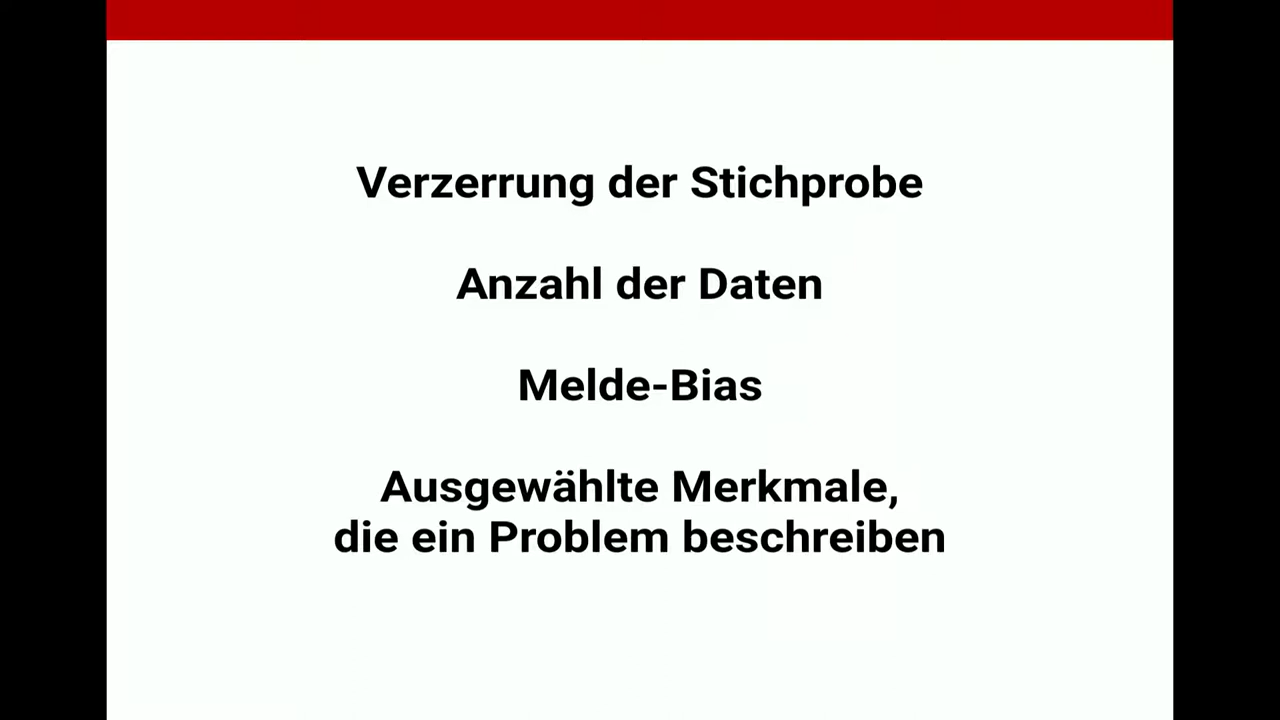 Verzerrung der Stichprobe
Anzahl der Daten
Melde-Bias
Ausgewählte Merkmale,
die ein Problem beschreiben